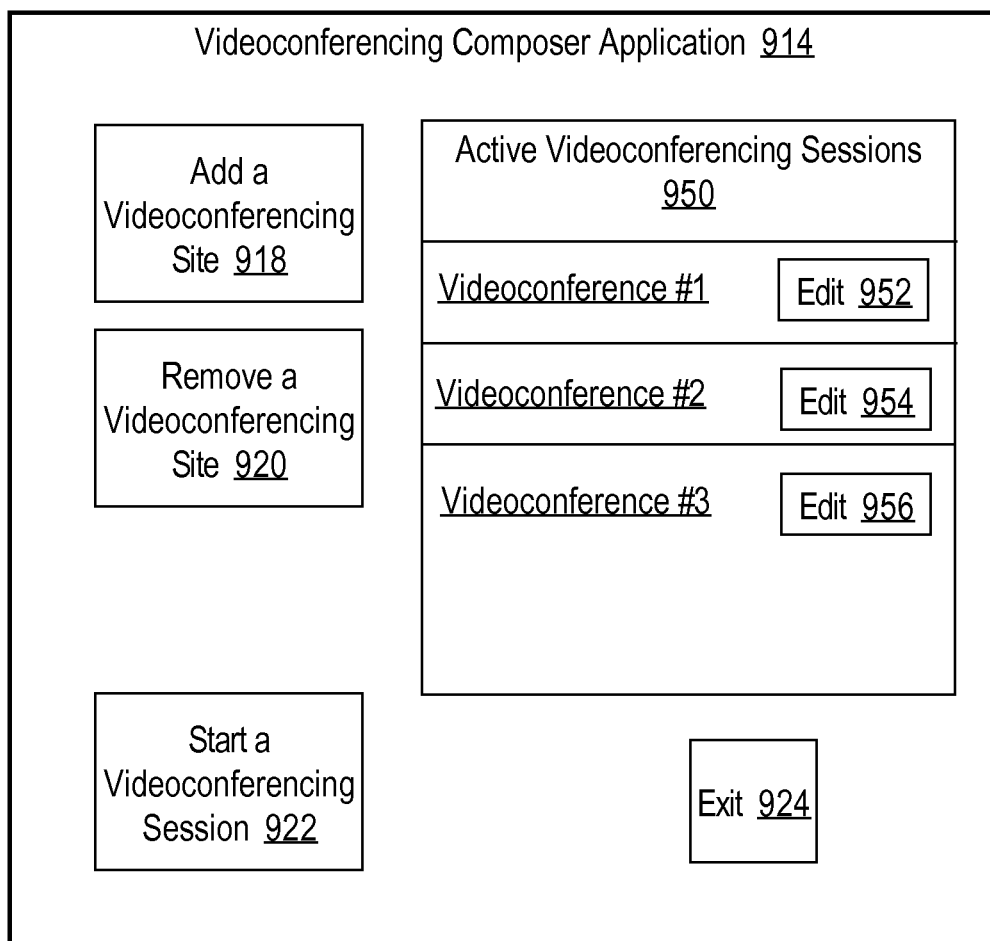 Videoconferencing Composer Application 914
Add a
Videoconferencing
Site 918
Remove a
Videoconferencing
Site 920
Start a
Videoconferencing
Session 922
Active Videoconferencing Sessions
950
Videoconference #1 Edit 952
Videoconference #2 Edit 954
Videoconference #3 Edit 956
Exit 924